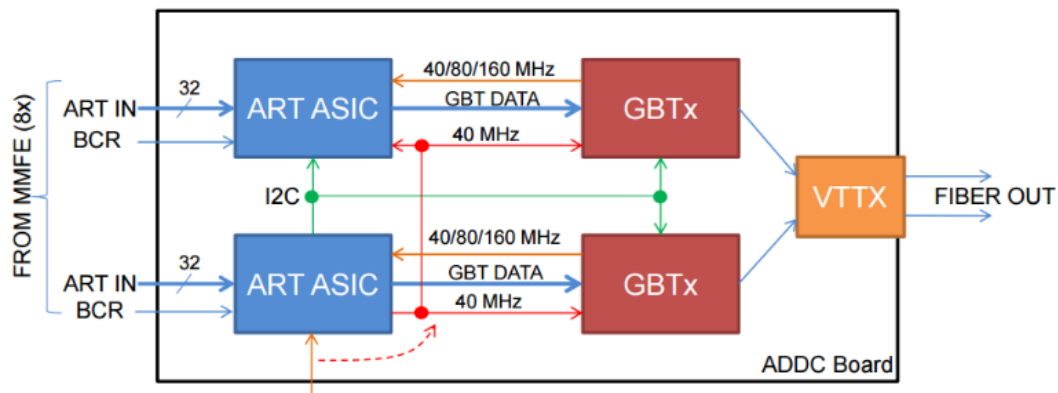 FROM MMFE (8x)
ART IN
32
BCR
ART ASIC
40/80/160 MHz
GBT DATA
40 MHz
GBTx
I2C
VTTX
FIBER OUT
ART IN
32
BCR
ART ASIC
40/80/160 MHz
GBT DATA
40 MHz
GBTx
ADDC Board